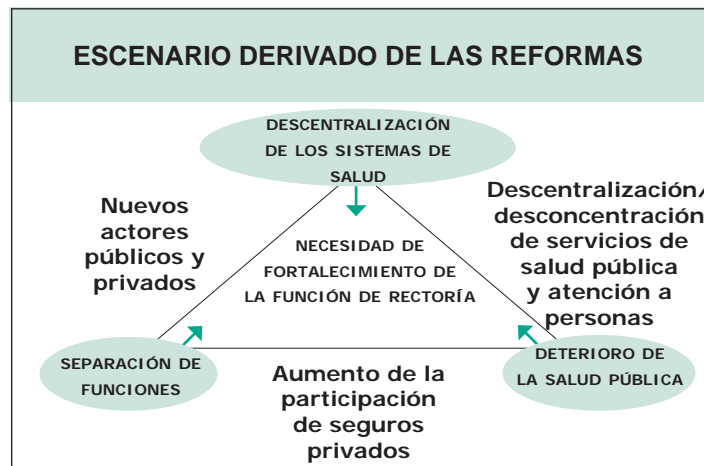 ESCENARIO DERIVADO DE LAS REFORMAS
DESCENTRALIZACIÓN
DE LOS SISTEMAS DE
SALUD
Nuevos
actores
públicos y
privados
Descentralización/
desconcentración
de servicios de
salud pública
y atención a
personas
NECESIDAD DE
FORTALECIMIENTO DE
LA FUNCIÓN DE RECTORÍA
SEPARACIÓN DE
FUNCIONES
Aumento de la
participación
de seguros
privados
DETERIORO DE
LA SALUD PÚBLICA